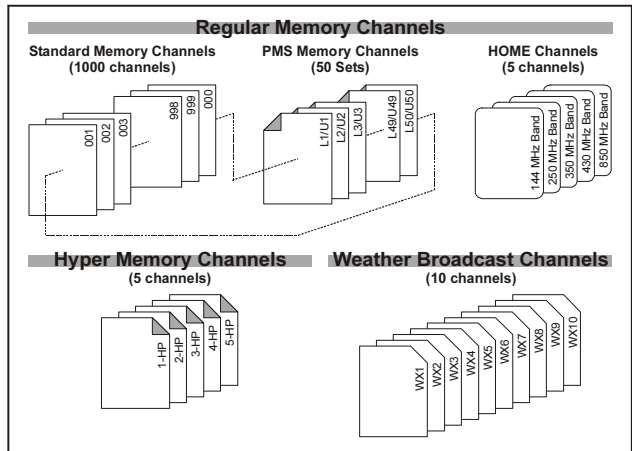 Regular Memory Channels
Standard Memory Channels
(1000 channels)
001
002
003
998
999
000
PMS Memory Channels
(50 Sets)
L1/U1
L2/U2
L3/U3
L49/U49
L50/U50
HOME Channels
(5 channels)
144 MHz Band
250 MHz Band
350 MHz Band
430 MHz Band
850 MHz Band
Hyper Memory Channels
(5 channels)
1-HP
2-HP
3-HP
4-HP
5-HP
Weather Broadcast Channels
(10 channels)
WX1
WX2
WX3
WX4
WX5
WX6
WX7
WX8
WX9
WX10